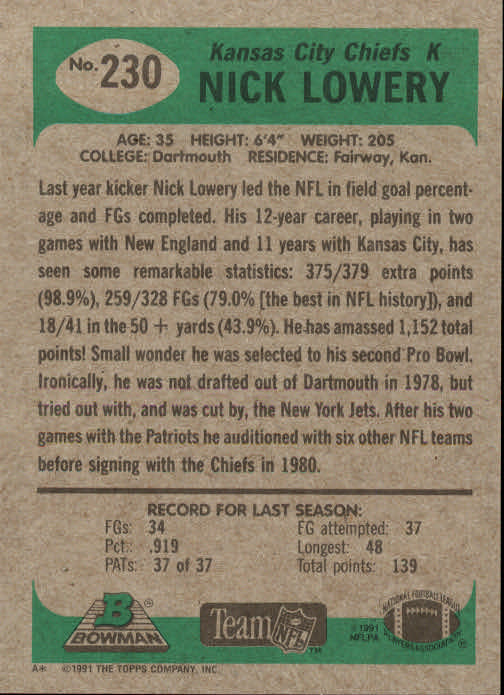 No. 230
Kansas City Chiefs K
NICK LOWERY
AGE: 35 HEIGHT: 6'4" WEIGHT: 205
COLLEGE: Dartmouth RESIDENCE: Fairway, Kan.
Last year kicker Nick Lowery led the NFL in field goal percent-
age and FGs completed. His 12-year career, playing in two
games with New England and 11 years with Kansas City, has
seen some remarkable statistics: 375/379 extra points
(98.9%), 259/328 FGs (79.0% [the best in NFL history]), and
18/41 in the 50 + yards (43.9%). He has amassed 1,152 total
points! Small wonder he was selected to his second Pro Bowl.
Ironically, he was not drafted out of Dartmouth in 1978, but
tried out with, and was cut by, the New York Jets. After his two
games with the Patriots he auditioned with six other NFL teams
before signing with the Chiefs in 1980.
RECORD FOR LAST SEASON:
FGs: 34 FG attempted: 37
Pct.: .919 Longest: 48
PATs: 37 of 37 Total points: 139
B ®
BOWMAN
Team NFL ™
©1991
NFLPA
NATIONAL FOOTBALL LEAGUE
PLAYERS ASSOCIATION
A* ©1991 THE TOPPS COMPANY, INC.